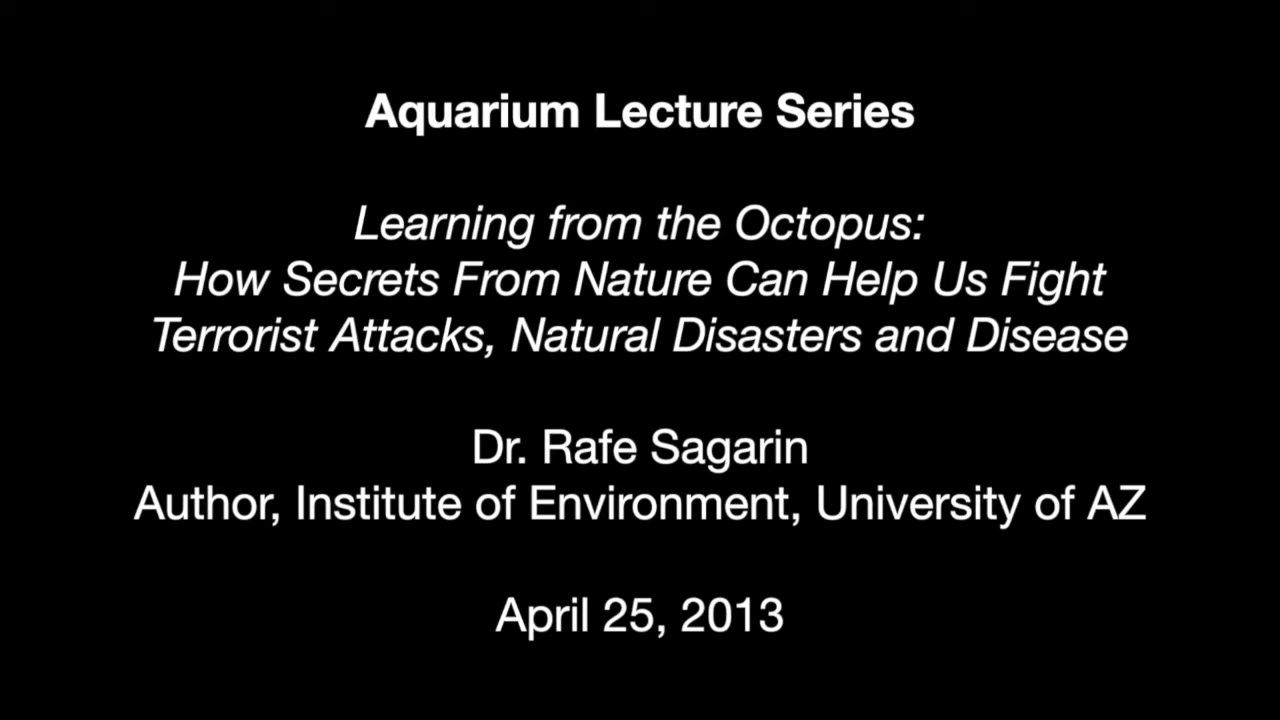 Aquarium Lecture Series
Learning from the Octopus:
How Secrets From Nature Can Help Us Fight
Terrorist Attacks, Natural Disasters and Disease
Dr. Rafe Sagarin
Author, Institute of Environment, University of AZ
April 25, 2013